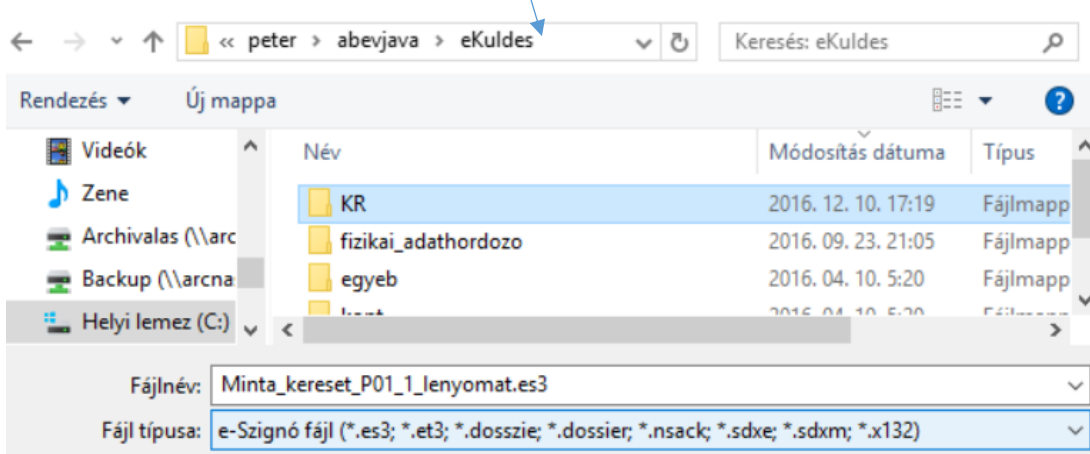 « peter > abevjava > eKuldes Keresés: eKuldes
Rendezés Új mappa
Név Módosítás dátuma Típus
Videók
Zene
Archivalas (\\arc
Backup (\\arcna
Helyi lemez (C:)
KR 2016. 12. 10. 17:19 Fájlmapp
fizikai_adathordozo 2016. 09. 23. 21:05 Fájlmapp
egyeb 2016. 04. 10. 5:20 Fájlmapp
Fájlnév: Minta_kereset_P01_1_lenyomat.es3
Fájl típusa: e-Szignó fájl (*.es3; *.et3; *.dosszie; *.dossier; *.nsack; *.sdxe; *.sdxm; *.x132)